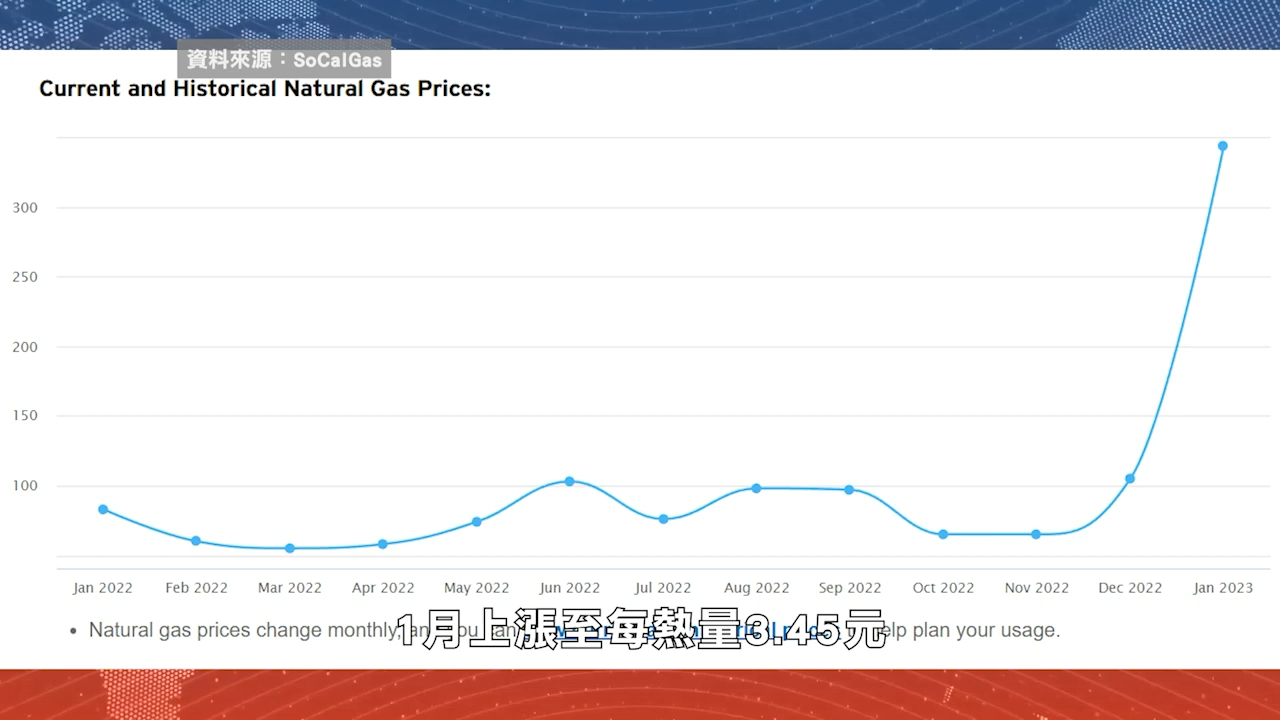 資料來源：SoCalGas
Current and Historical Natural Gas Prices:
300
250
200
150
100
Jan 2022 Feb 2022 Mar 2022 Apr 2022 May 2022 Jun 2022 Jul 2022 Aug 2022 Sep 2022 Oct 2022 Nov 2022 Dec 2022 Jan 2023
• Natural gas prices change monthly, plan your usage.
1月上漲至每熱量3.45元